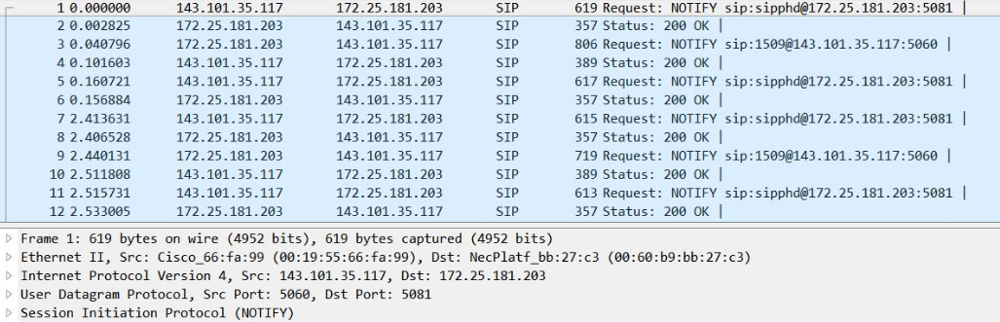 1 0.000000 143.101.35.117 172.25.181.203 SIP 619 Request: NOTIFY sip:sipphd@172.25.181.203:5081 |
2 0.002825 172.25.181.203 143.101.35.117 SIP 357 Status: 200 OK |
3 0.040796 172.25.181.203 143.101.35.117 SIP 806 Request: NOTIFY sip:1509@143.101.35.117:5060 |
4 0.101603 143.101.35.117 172.25.181.203 SIP 389 Status: 200 OK |
5 0.160721 143.101.35.117 172.25.181.203 SIP 617 Request: NOTIFY sip:sipphd@172.25.181.203:5081 |
6 0.156884 172.25.181.203 143.101.35.117 SIP 357 Status: 200 OK |
7 2.413631 143.101.35.117 172.25.181.203 SIP 615 Request: NOTIFY sip:sipphd@172.25.181.203:5081 |
8 2.406528 172.25.181.203 143.101.35.117 SIP 357 Status: 200 OK |
9 2.440131 172.25.181.203 143.101.35.117 SIP 719 Request: NOTIFY sip:1509@143.101.35.117:5060 |
10 2.511808 143.101.35.117 172.25.181.203 SIP 389 Status: 200 OK |
11 2.515731 143.101.35.117 172.25.181.203 SIP 613 Request: NOTIFY sip:sipphd@172.25.181.203:5081 |
12 2.533005 172.25.181.203 143.101.35.117 SIP 357 Status: 200 OK |
Frame 1: 619 bytes on wire (4952 bits), 619 bytes captured (4952 bits)
Ethernet II, Src: Cisco_66:fa:99 (00:19:55:66:fa:99), Dst: NecPlatf_bb:27:c3 (00:60:b9:bb:27:c3)
Internet Protocol Version 4, Src: 143.101.35.117, Dst: 172.25.181.203
User Datagram Protocol, Src Port: 5060, Dst Port: 5081
Session Initiation Protocol (NOTIFY)